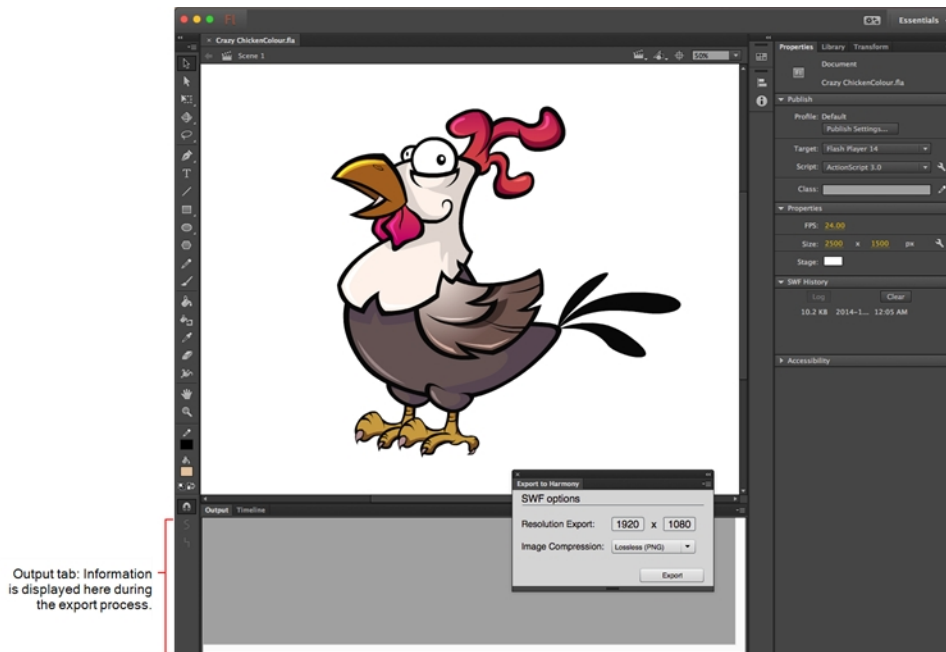 Fl
Essentials
× Crazy ChickenColour.fla
Scene 1
50%
Properties Library Transform
Document
Crazy ChickenColour.fla
Publish
Profile: Default
Publish Settings...
Target: Flash Player 14
Script: ActionScript 3.0
Class:
Properties
FPS: 24.00
Size: 2500 x 1500 px
Stage:
SWF History
Log Clear
10.2 KB 2014-1... 12:05 AM
Accessibility
T
Output Timeline
Export to Harmony
SWF options
Resolution Export: 1920 x 1080
Image Compression: Lossless (PNG)
Export
Output tab: Information
is displayed here during
the export process.